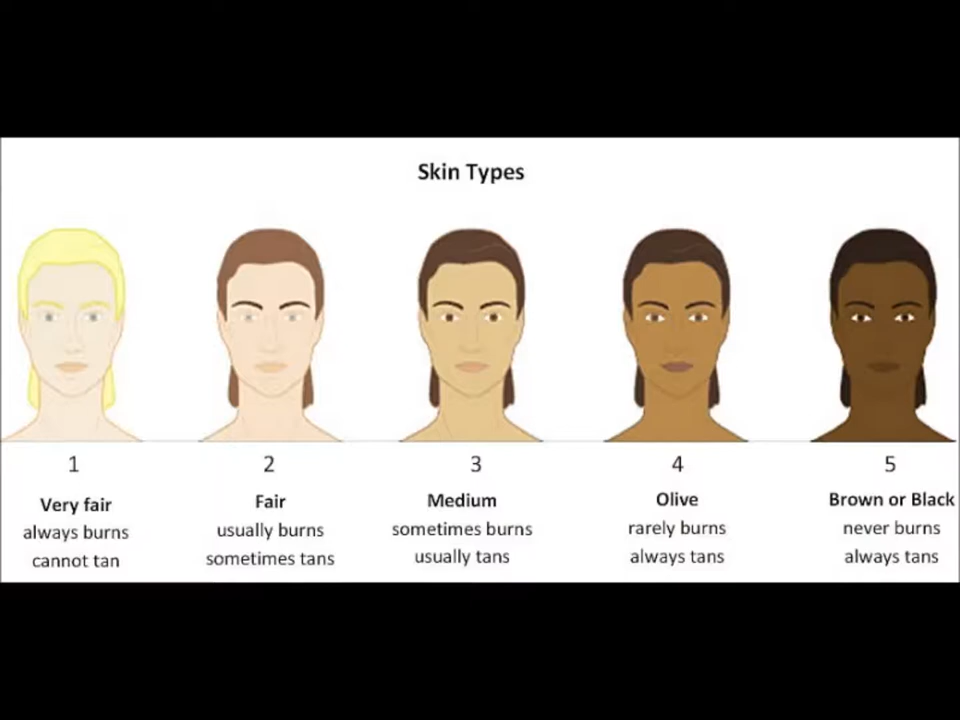 Skin Types
1
Very fair
always burns
cannot tan
2
Fair
usually burns
sometimes tans
3
Medium
sometimes burns
usually tans
4
Olive
rarely burns
always tans
5
Brown or Black
never burns
always tans